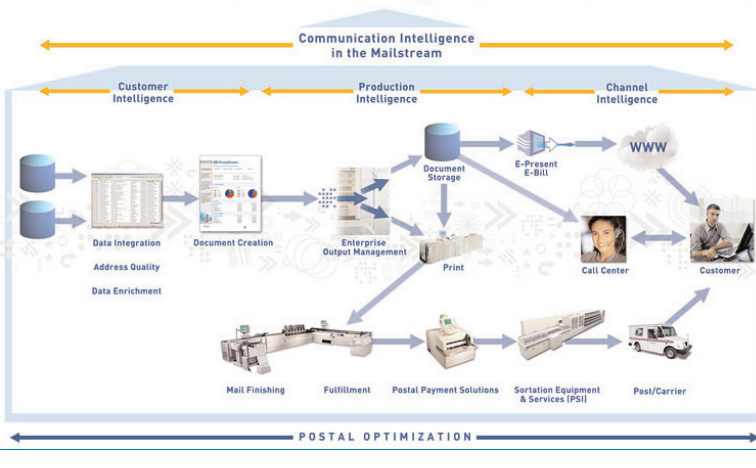 Communication Intelligence
in the Mailstream
Customer
Intelligence
Production
Intelligence
Channel
Intelligence
Document
Storage
E-Present
E-Bill
WWW
Data Integration
Document Creation
Enterprise
Output Management
Print
Call Center
Customer
Address Quality
Data Enrichment
Mail Finishing
Fulfillment
Postal Payment Solutions
Sortation Equipment
& Services (PSI)
Post/Carrier
POSTAL OPTIMIZATION